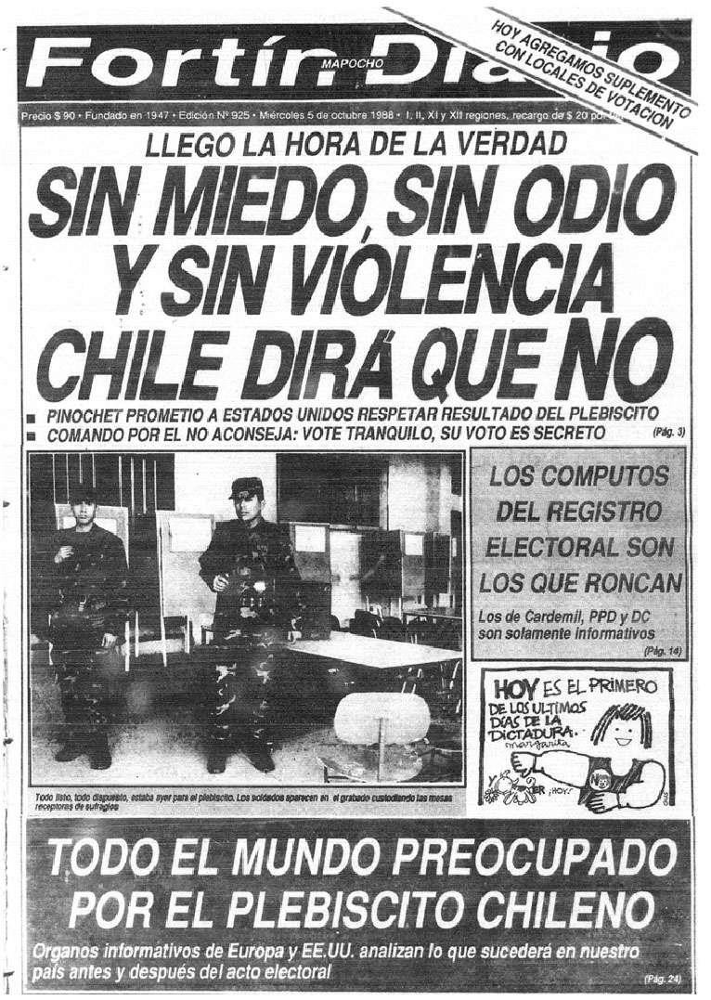 HOY AGREGAMOS SUPLEMENTO
CON LOCALES DE VOTACION
Fortín Diario
MAPOCHO
Precio $ 90 • Fundado en 1947 • Edición Nº 925 • Miércoles 5 de octubre 1988 • I, II, XI y XII regiones, recargo de $ 20 por
LLEGO LA HORA DE LA VERDAD
SIN MIEDO, SIN ODIO
Y SIN VIOLENCIA
CHILE DIRÁ QUE NO
■ PINOCHET PROMETIO A ESTADOS UNIDOS RESPETAR RESULTADO DEL PLEBISCITO
■ COMANDO POR EL NO ACONSEJA: VOTE TRANQUILO, SU VOTO ES SECRETO (Pág. 3)
LOS COMPUTOS
DEL REGISTRO
ELECTORAL SON
LOS QUE RONCAN
Los de Cardemil, PPD y DC
son solamente informativos
(Pág. 14)
HOY ES EL PRIMERO
DE LOS ULTIMOS
DÍAS DE LA
DICTADURA..
margarita
¡HOY!
NO
Todo listo, todo dispuesto, estaba ayer para el plebiscito. Los soldados aparecen en el grabado custodiando las mesas
receptoras de sufragios
TODO EL MUNDO PREOCUPADO
POR EL PLEBISCITO CHILENO
Organos informativos de Europa y EE.UU. analizan lo que sucederá en nuestro
país antes y después del acto electoral
(Pág. 24)